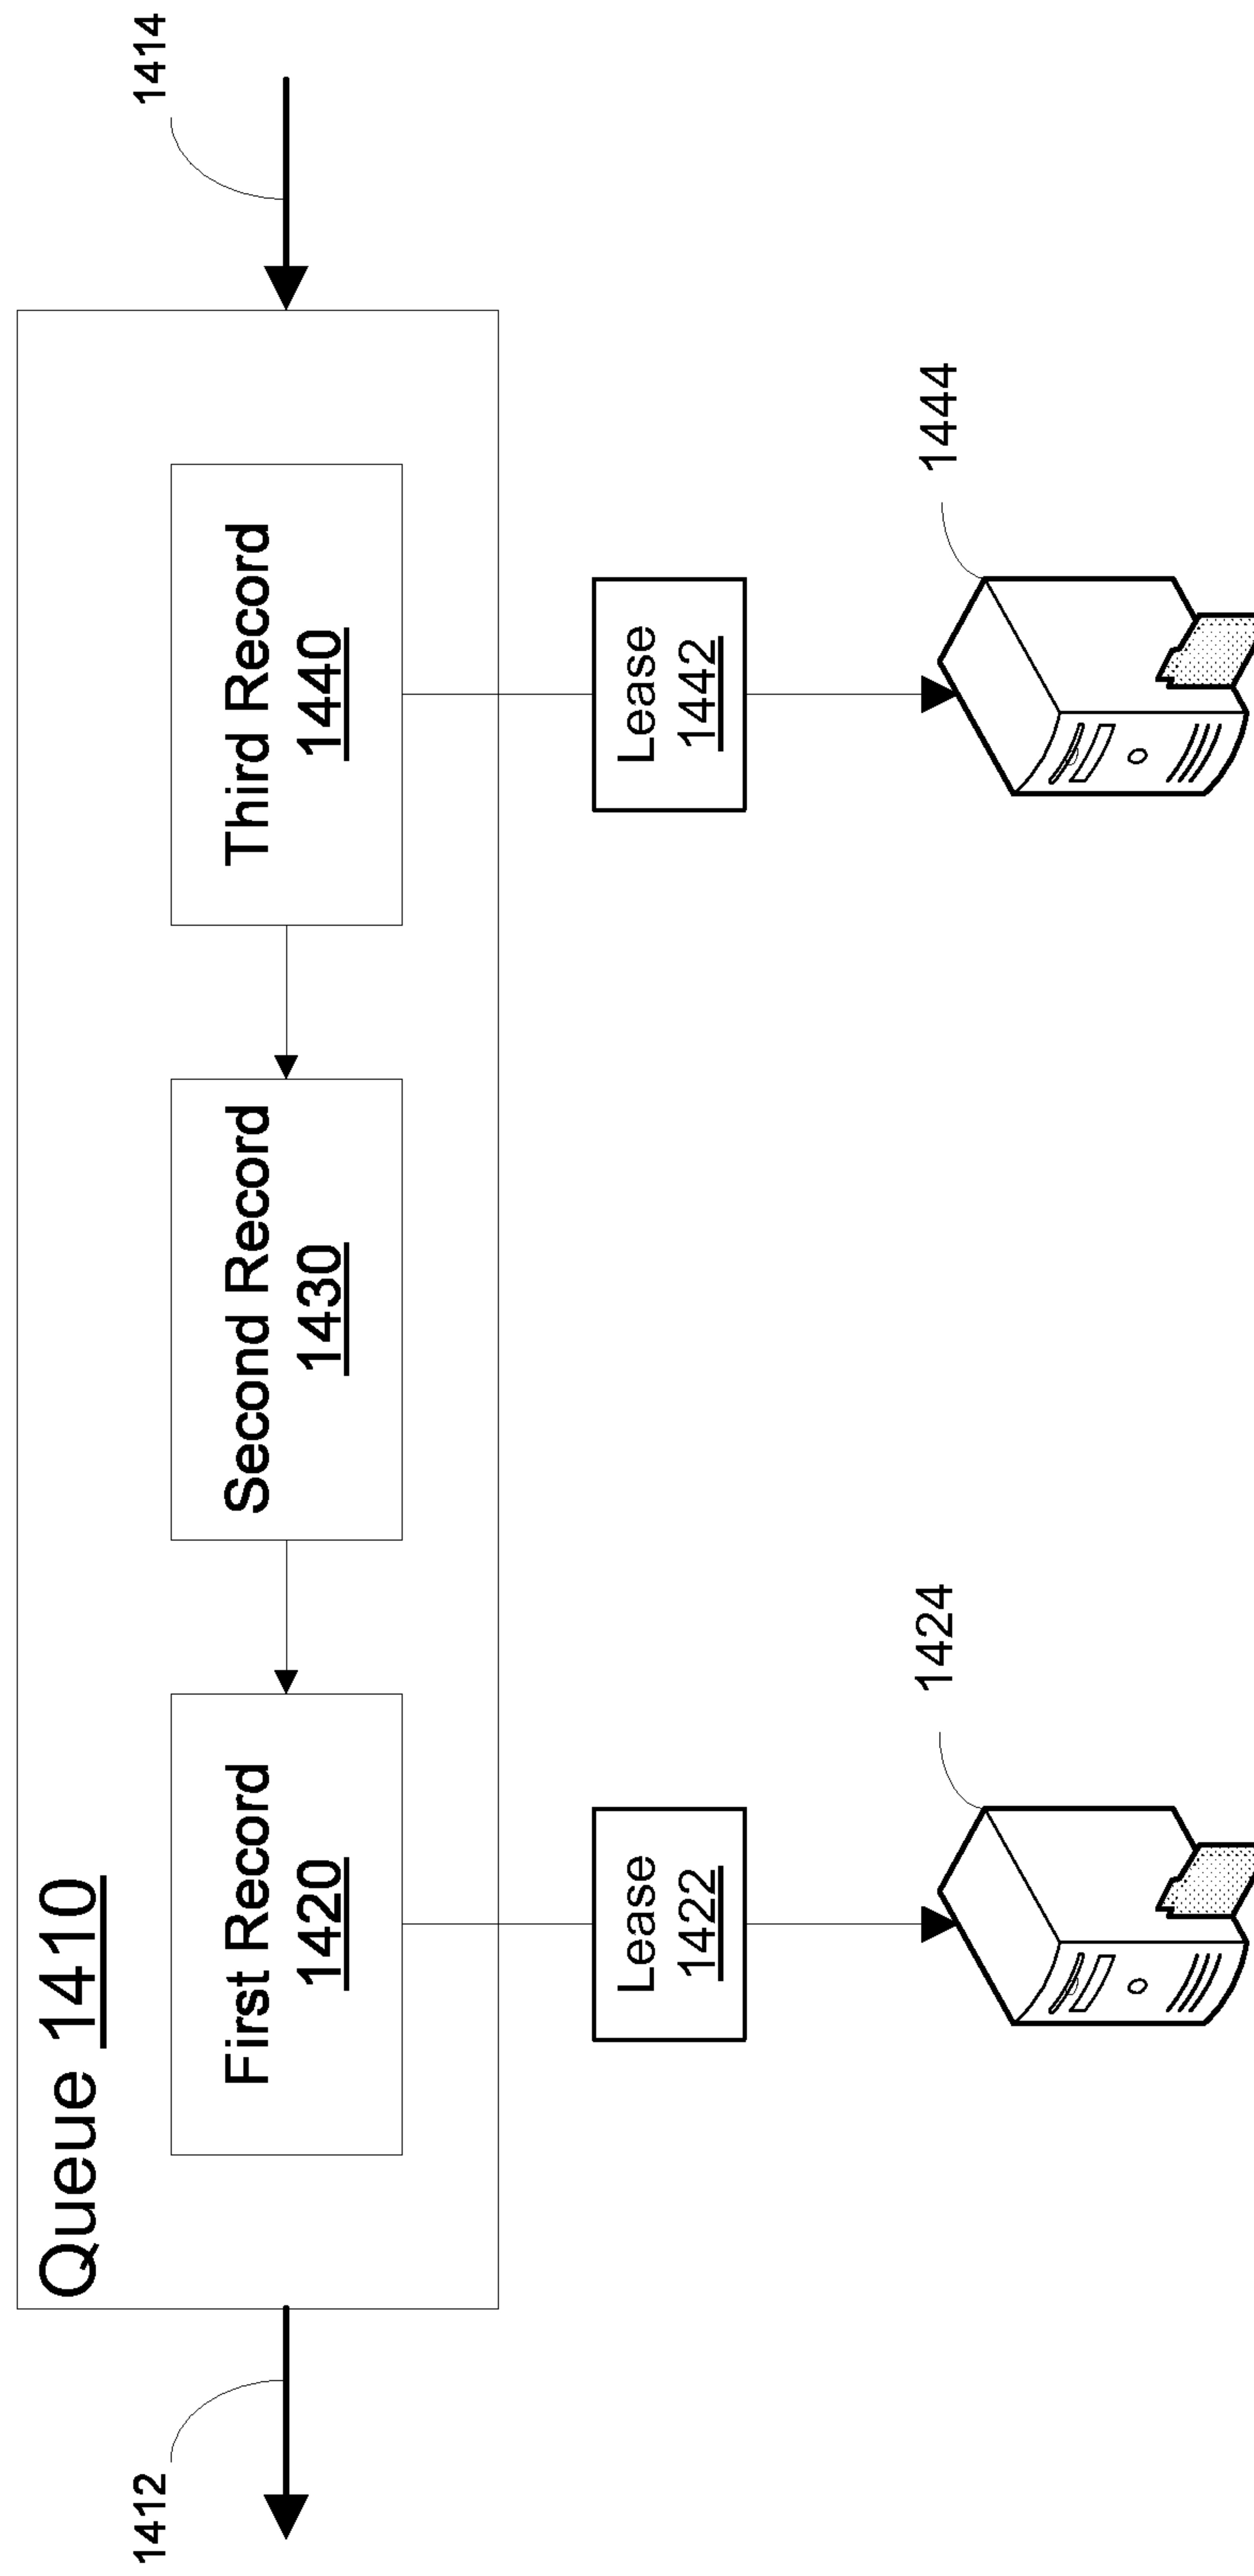 Queue 1410
1412
1414
First Record
1420
Second Record
1430
Third Record
1440
Lease
1422
Lease
1442
1424
1444